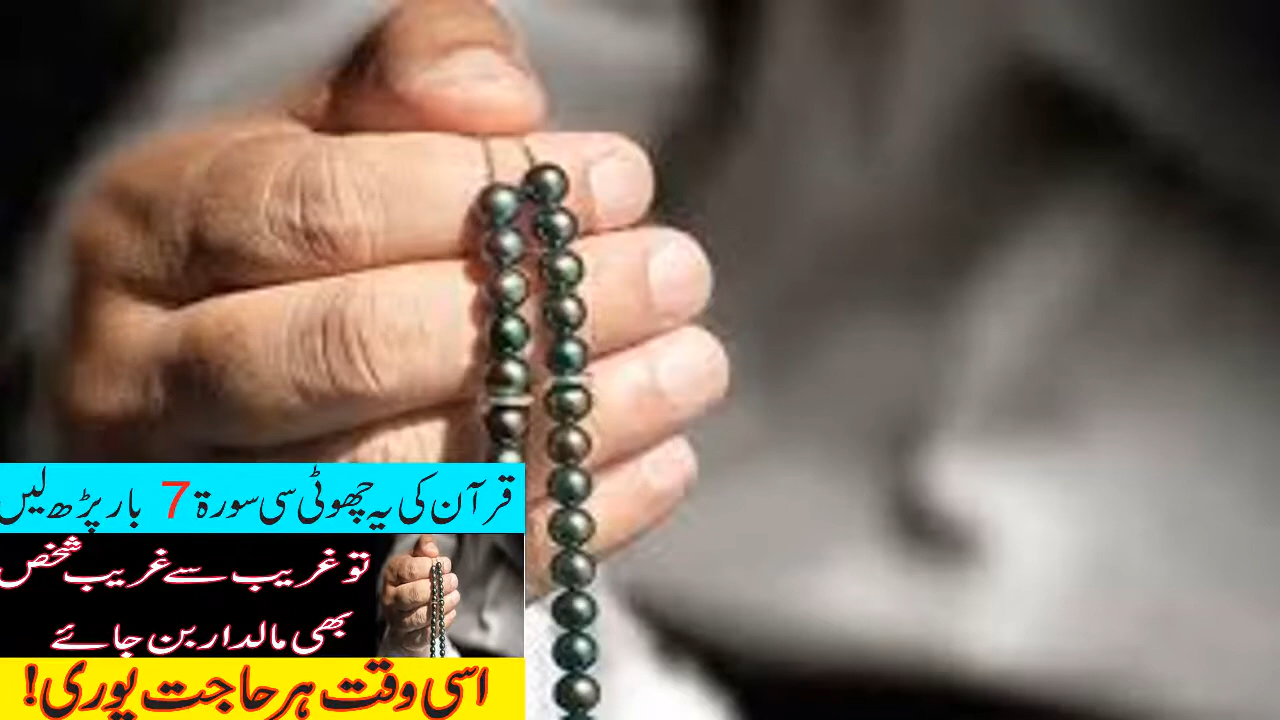 قرآن کی یہ چھوٹی سی سورۃ 7 بار پڑھ لیں
تو غریب سے غریب شخص
بھی مالدار بن جائے
اسی وقت ہر حاجت پوری!